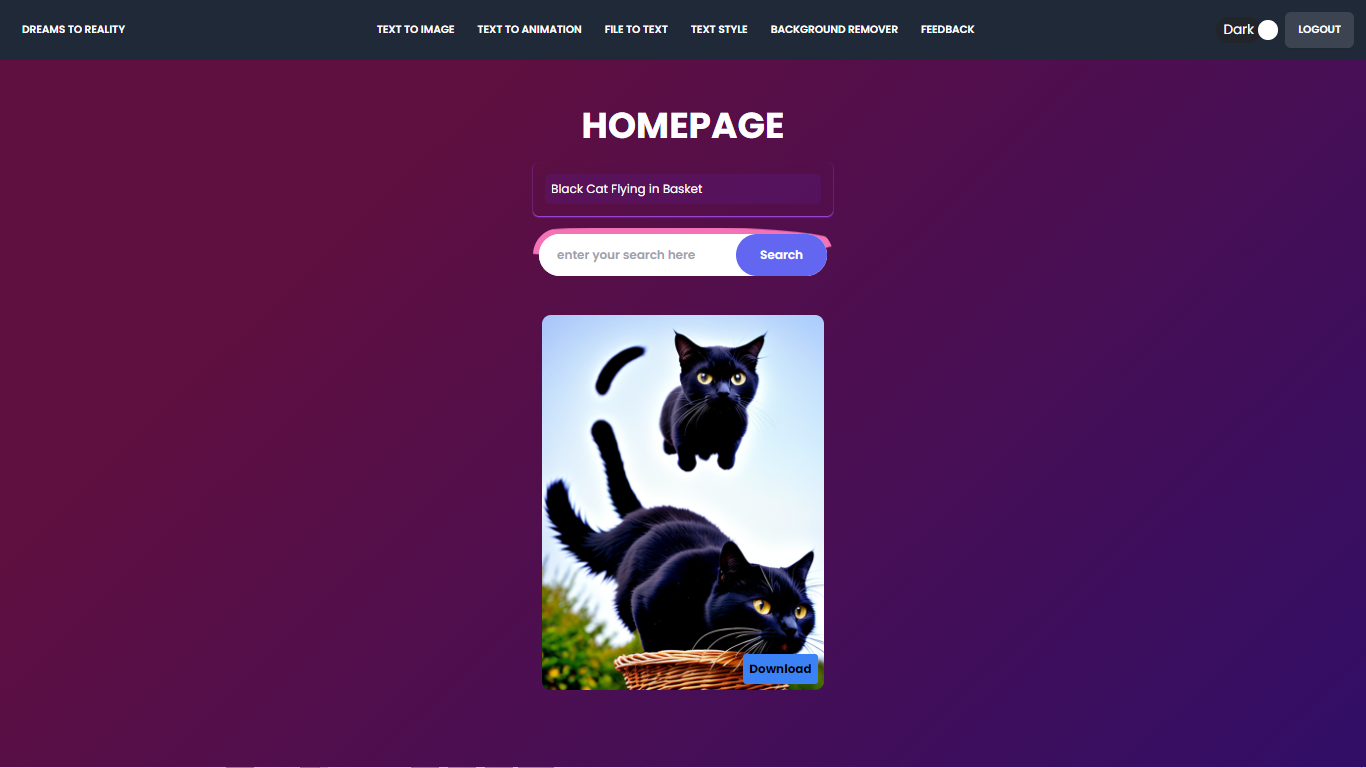 DREAMS TO REALITY
TEXT TO IMAGE
TEXT TO ANIMATION
FILE TO TEXT
TEXT STYLE
BACKGROUND REMOVER
FEEDBACK
Dark
LOGOUT
HOMEPAGE
Black Cat Flying in Basket
enter your search here
Search
Download